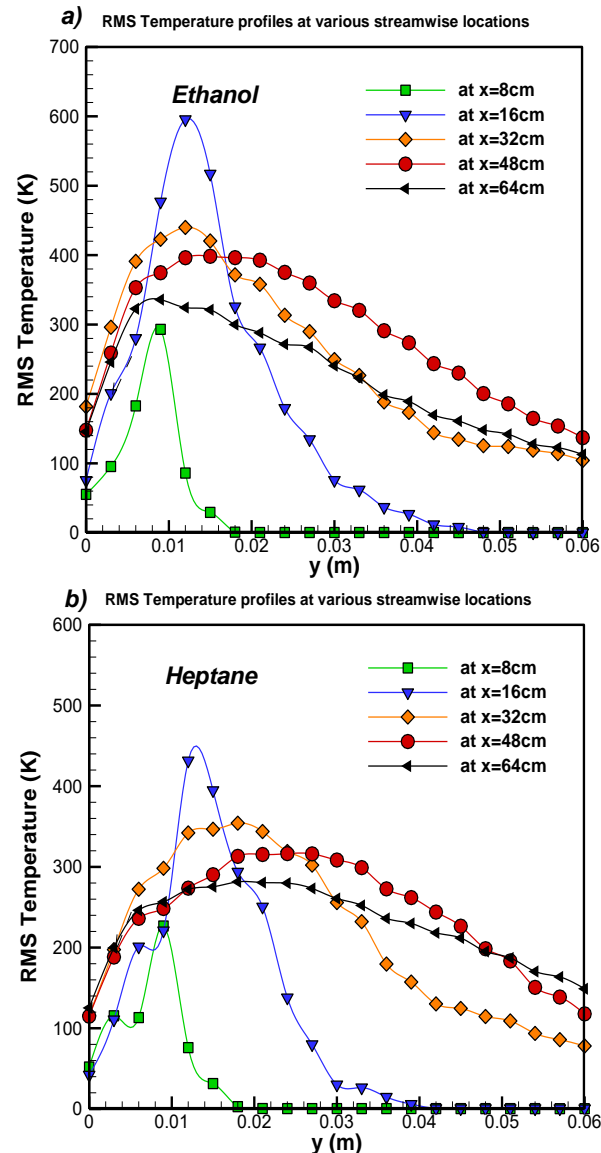 a) RMS Temperature profiles at various streamwise locations
700
600
500
400
300
200
100
0
RMS Temperature (K)
Ethanol
at x=8cm
at x=16cm
at x=32cm
at x=48cm
at x=64cm
0 0.01 0.02 0.03 0.04 0.05 0.06
y (m)
b) RMS Temperature profiles at various streamwise locations
600
500
400
300
200
100
0
RMS Temperature (K)
Heptane
at x=8cm
at x=16cm
at x=32cm
at x=48cm
at x=64cm
0 0.01 0.02 0.03 0.04 0.05 0.06
y (m)